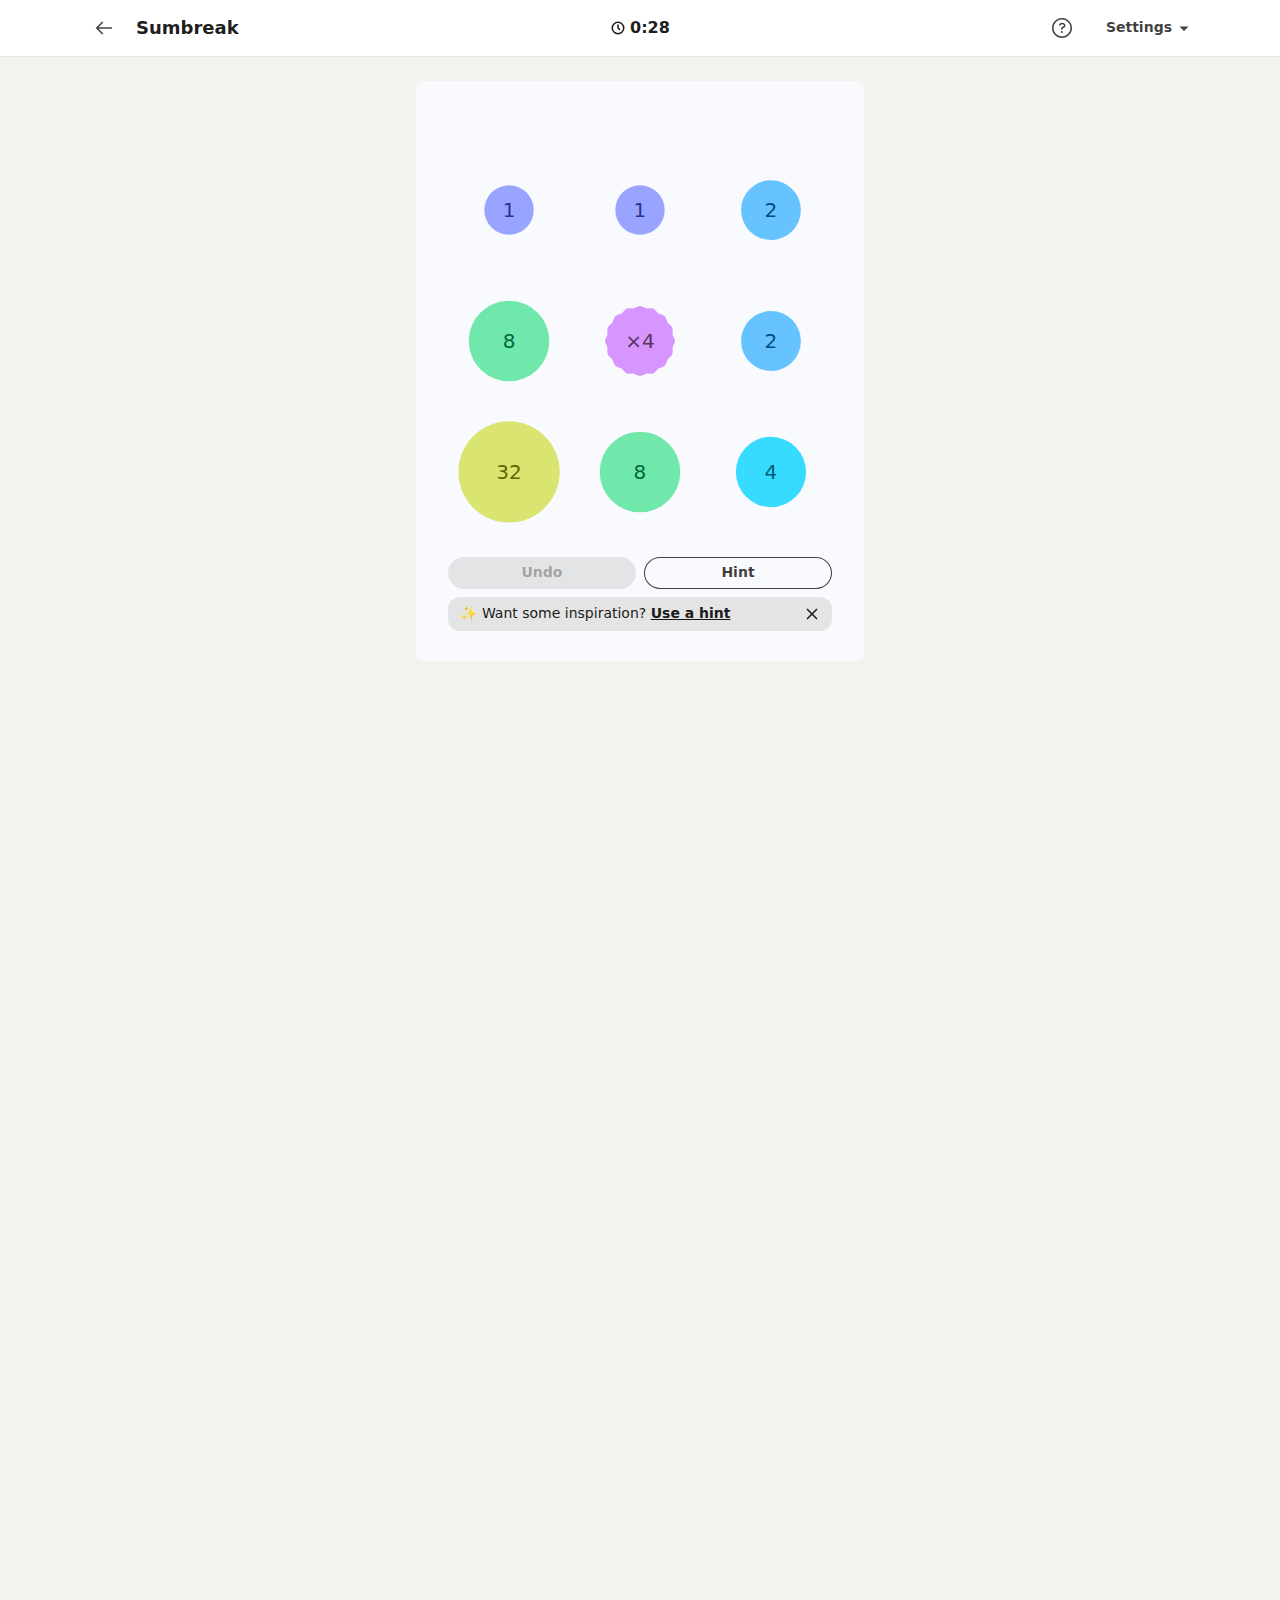 Sumbreak
0:28
Settings
1 1 2
8 ×4 2
32 8 4
Undo Hint
✨ Want some inspiration? Use a hint